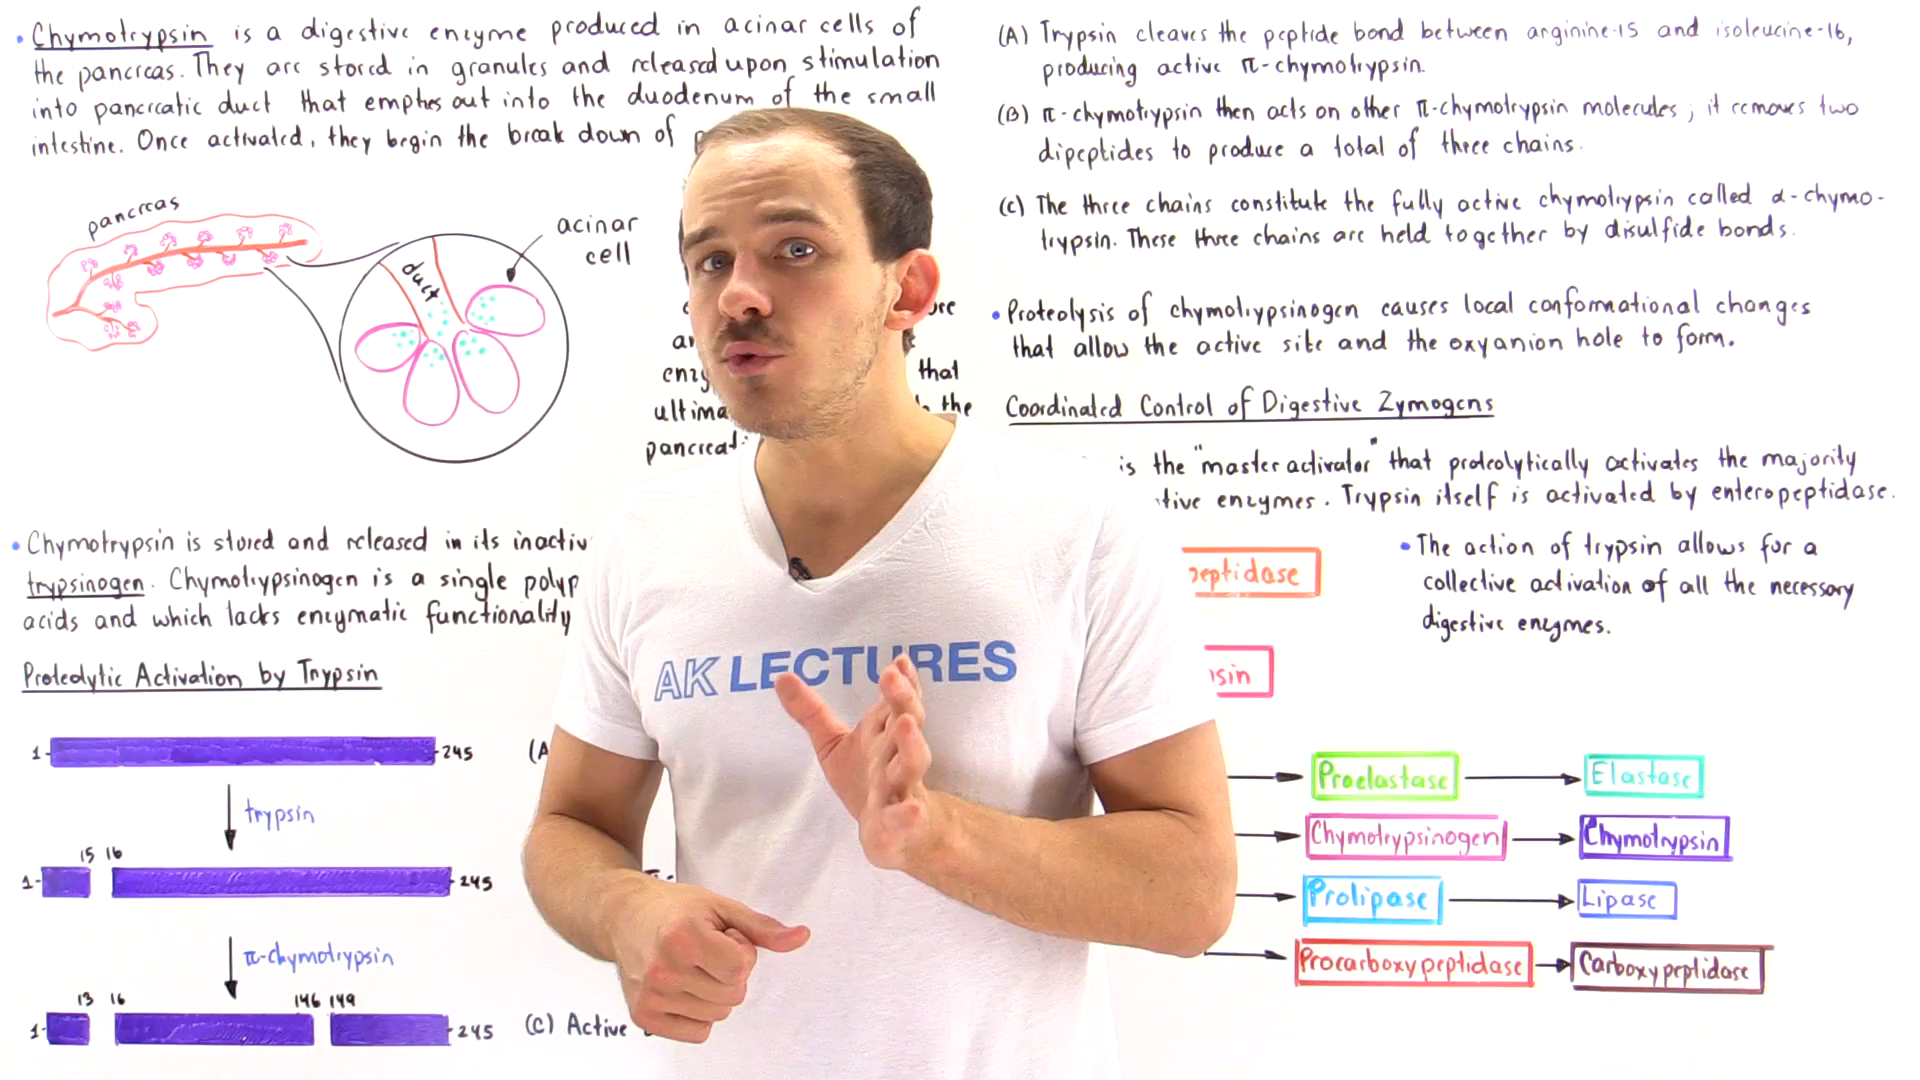 • Chymotrypsin is a digestive enzyme produced in acinar cells of
the pancreas. They are stored in granules and released upon stimulation
into pancreatic duct that empties out into the duodenum of the small
intestine. Once activated, they begin the break down of
pancreas
acinar
cell
duct
enzy
that
ultima
the
pancreat
• Chymotrypsin is stored and released in its inactiv
trypsinogen. Chymotrypsinogen is a single polyp
acids and which lacks enzymatic functionality
Proteolytic Activation by Trypsin
1 245 (A
trypsin
15 16
1 245
π-chymotrypsin
13 16 146 149
1 245 (C) Active
(A) Trypsin cleaves the peptide bond between arginine-15 and isoleucine-16,
producing active π-chymotrypsin.
(B) π-chymotrypsin then acts on other π-chymotrypsin molecules; it removes two
dipeptides to produce a total of three chains.
(C) The three chains constitute the fully active chymotrypsin called α-chymo-
trypsin. These three chains are held together by disulfide bonds.
• Proteolysis of chymotrypsinogen causes local conformational changes
that allow the active site and the oxyanion hole to form.
Coordinated Control of Digestive Zymogens
is the "master activator" that proteolytically activates the majority
tive enzymes. Trypsin itself is activated by enteropeptidase.
peptidase
sin
• The action of trypsin allows for a
collective activation of all the necessary
digestive enzymes.
Proelastase Elastase
Chymotrypsinogen Chymotrypsin
Prolipase Lipase
Procarboxypeptidase Carboxypeptidase
AK LECTURES